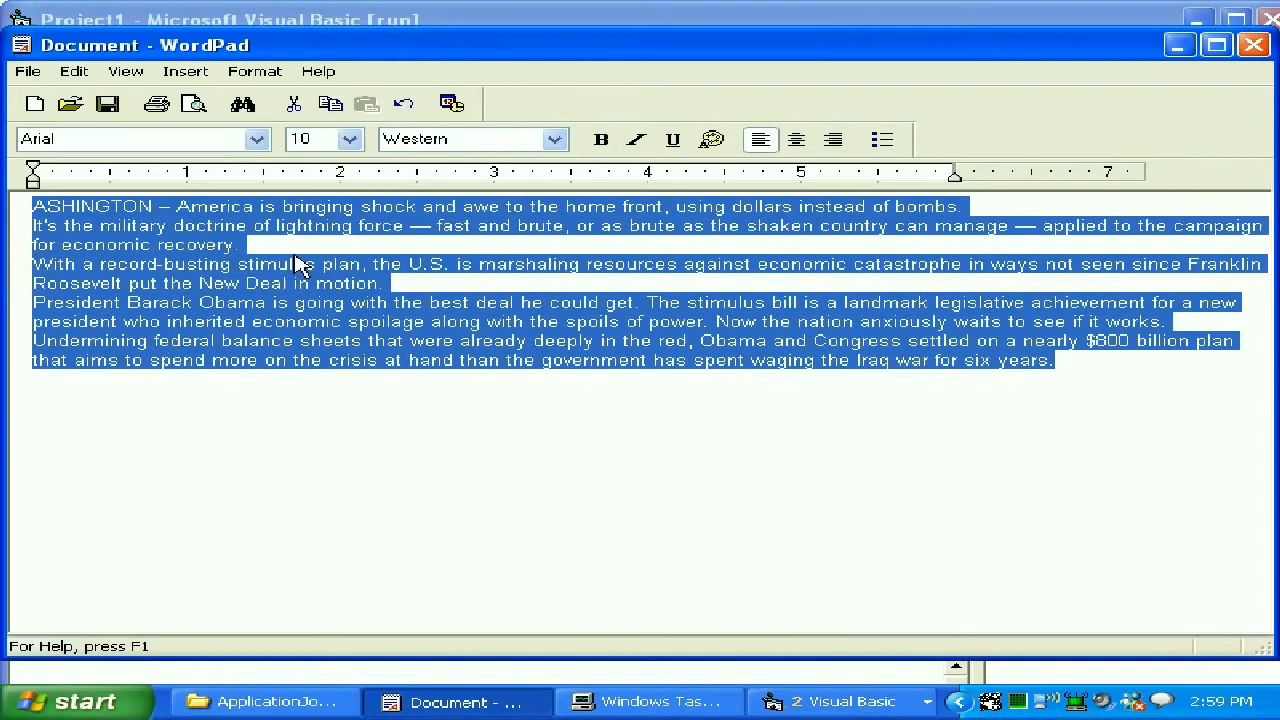 Project1 - Microsoft Visual Basic [run]
Document - WordPad
File Edit View Insert Format Help
Arial 10 Western B U
1 2 3 4 5 7
ASHINGTON – America is bringing shock and awe to the home front, using dollars instead of bombs.
It's the military doctrine of lightning force — fast and brute, or as brute as the shaken country can manage — applied to the campaign
for economic recovery.
With a record-busting stimulus plan, the U.S. is marshaling resources against economic catastrophe in ways not seen since Franklin
Roosevelt put the New Deal in motion.
President Barack Obama is going with the best deal he could get. The stimulus bill is a landmark legislative achievement for a new
president who inherited economic spoilage along with the spoils of power. Now the nation anxiously waits to see if it works.
Undermining federal balance sheets that were already deeply in the red, Obama and Congress settled on a nearly $800 billion plan
that aims to spend more on the crisis at hand than the government has spent waging the Iraq war for six years.
For Help, press F1
start ApplicationJo... Document - ... Windows Tas... 2 Visual Basic 2:59 PM